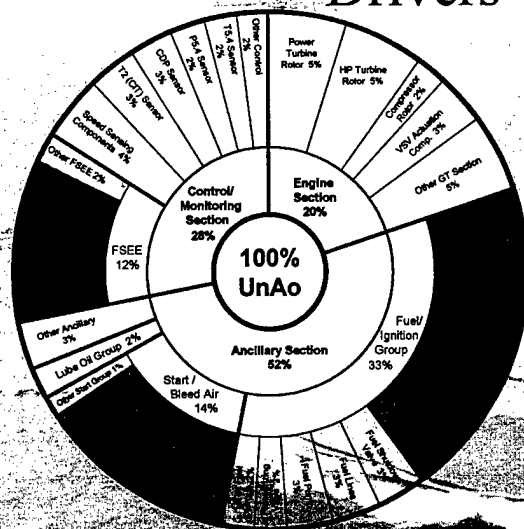 Drivers
Power
Turbine
Rotor 5%
HP Turbine
Rotor 5%
Compressor
Rotor 2%
VSV Actuation
Comp. 3%
Other GT Section
5%
Engine
Section
20%
Fuel/
Ignition
Group
33%
Ancillary Section
52%
Start /
Bleed Air
14%
Other Start Group 1%
Lube Oil Group 2%
Other Ancillary
3%
FSEE
12%
Other FSEE 2%
Speed Sensing
Components 4%
T2 (CIT) Sensor
3%
CDP Sensor
3%
P5.4 Sensor
2%
T5.4 Sensor
2%
Other Control
2%
Control/
Monitoring
Section
28%
100%
UnAo